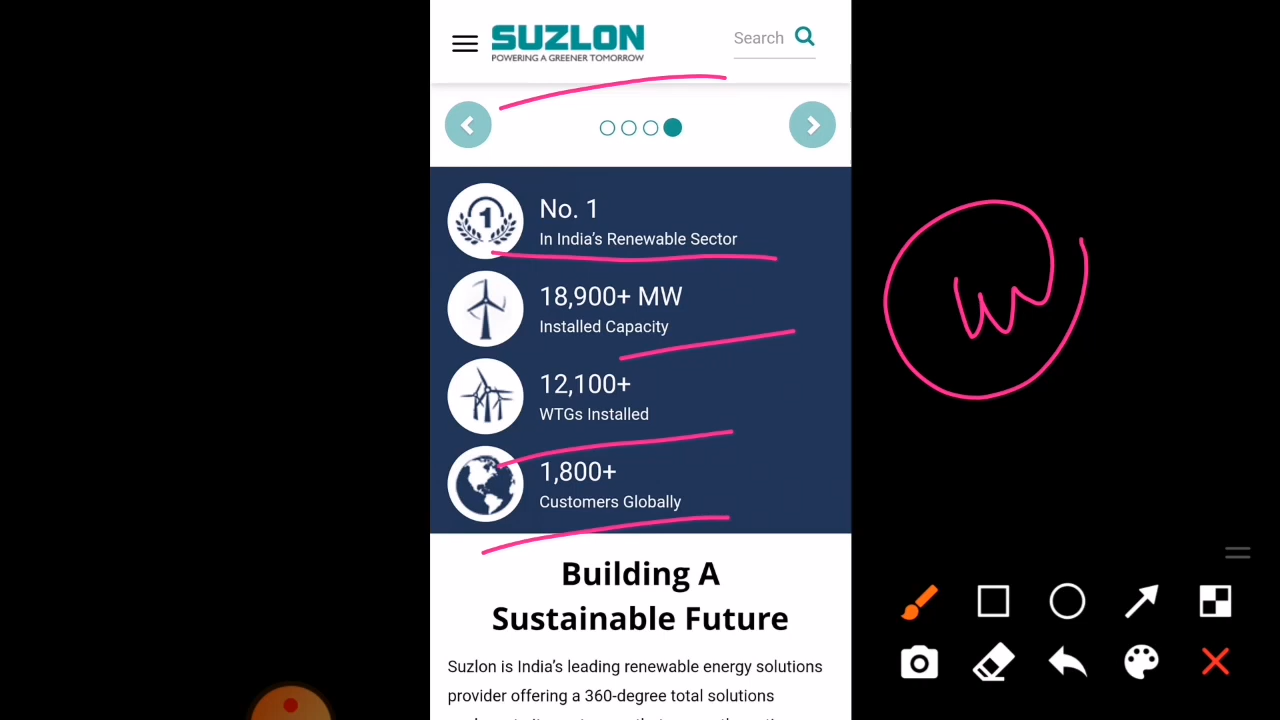 SUZLON
POWERING A GREENER TOMORROW
Search
1
No. 1
In India’s Renewable Sector
18,900+ MW
Installed Capacity
12,100+
WTGs Installed
1,800+
Customers Globally
Building A
Sustainable Future
Suzlon is India’s leading renewable energy solutions
provider offering a 360-degree total solutions